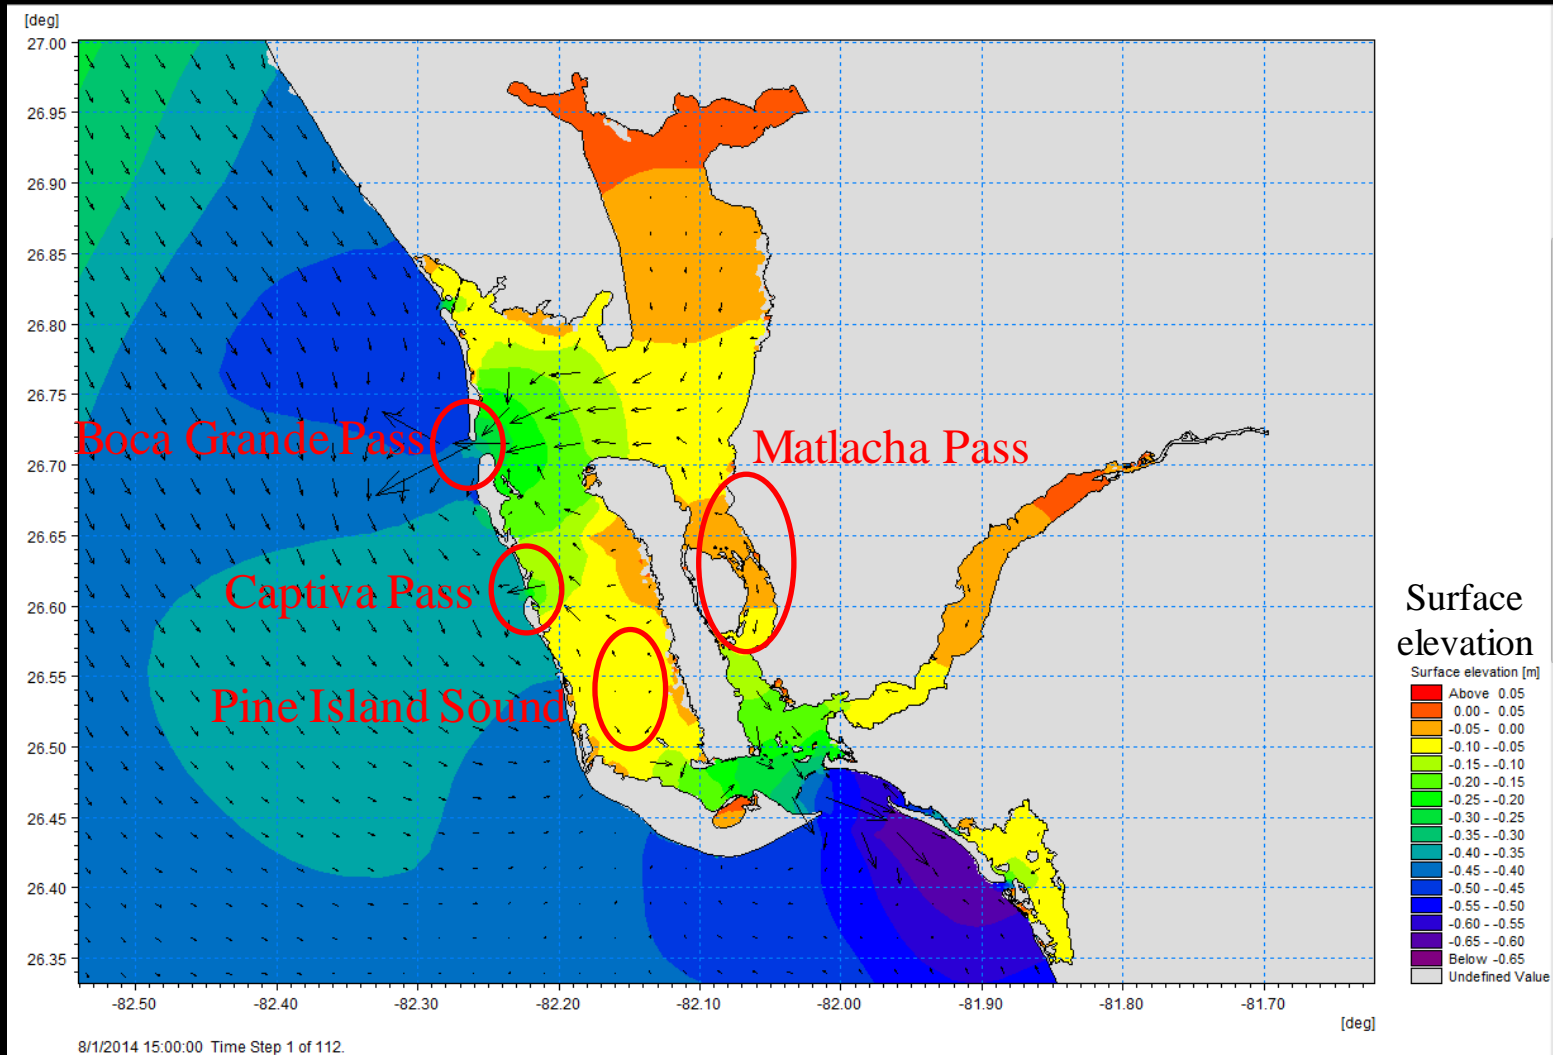 [deg]
27.00
26.95
26.90
26.85
26.80
26.75
26.70
26.65
26.60
26.55
26.50
26.45
26.40
26.35
Boca Grande Pass
Matlacha Pass
Captiva Pass
Pine Island Sound
Surface
elevation
Surface elevation [m]
Above 0.05
0.00 - 0.05
-0.05 - 0.00
-0.10 - -0.05
-0.15 - -0.10
-0.20 - -0.15
-0.25 - -0.20
-0.30 - -0.25
-0.35 - -0.30
-0.40 - -0.35
-0.45 - -0.40
-0.50 - -0.45
-0.55 - -0.50
-0.60 - -0.55
-0.65 - -0.60
Below -0.65
Undefined Value
-82.50 -82.40 -82.30 -82.20 -82.10 -82.00 -81.90 -81.80 -81.70
[deg]
8/1/2014 15:00:00 Time Step 1 of 112.